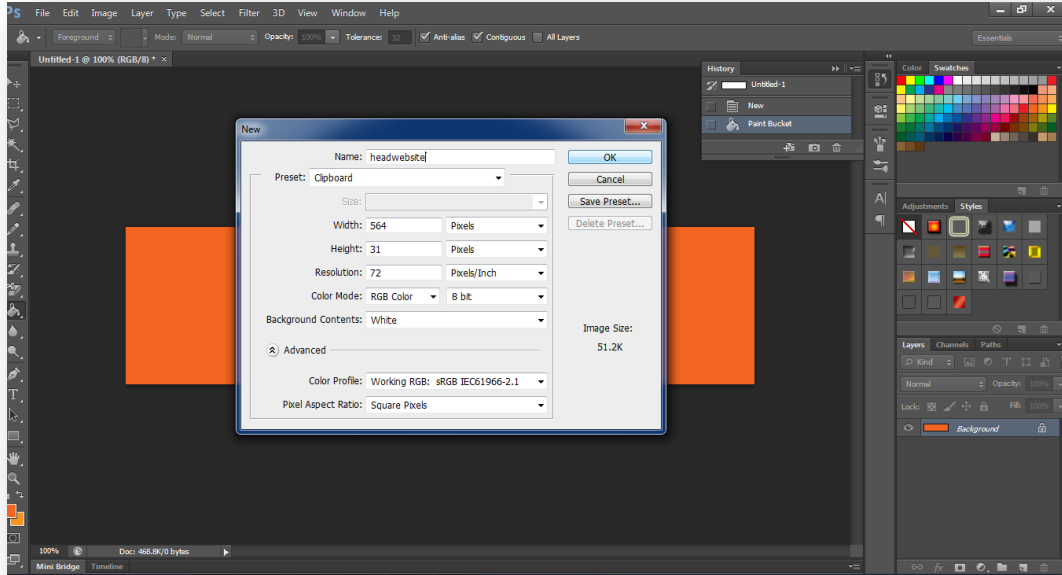 Ps File Edit Image Layer Type Select Filter 3D View Window Help
Foreground Mode: Normal Opacity: 100% Tolerance: 32 Anti-alias Contiguous All Layers Essentials
Untitled-1 @ 100% (RGB/8) * ×
History
Untitled-1
New
Paint Bucket
New
Name: headwebsite
Preset: Clipboard
Size:
Width: 564 Pixels
Height: 31 Pixels
Resolution: 72 Pixels/Inch
Color Mode: RGB Color 8 bit
Background Contents: White
Advanced
Color Profile: Working RGB: sRGB IEC61966-2.1
Pixel Aspect Ratio: Square Pixels
OK
Cancel
Save Preset...
Delete Preset...
Image Size:
51.2K
Color Swatches
Adjustments Styles
Layers Channels Paths
Kind
Normal Opacity: 100%
Lock: Fill: 100%
Background
100% Doc: 468.8K/0 bytes
Mini Bridge Timeline